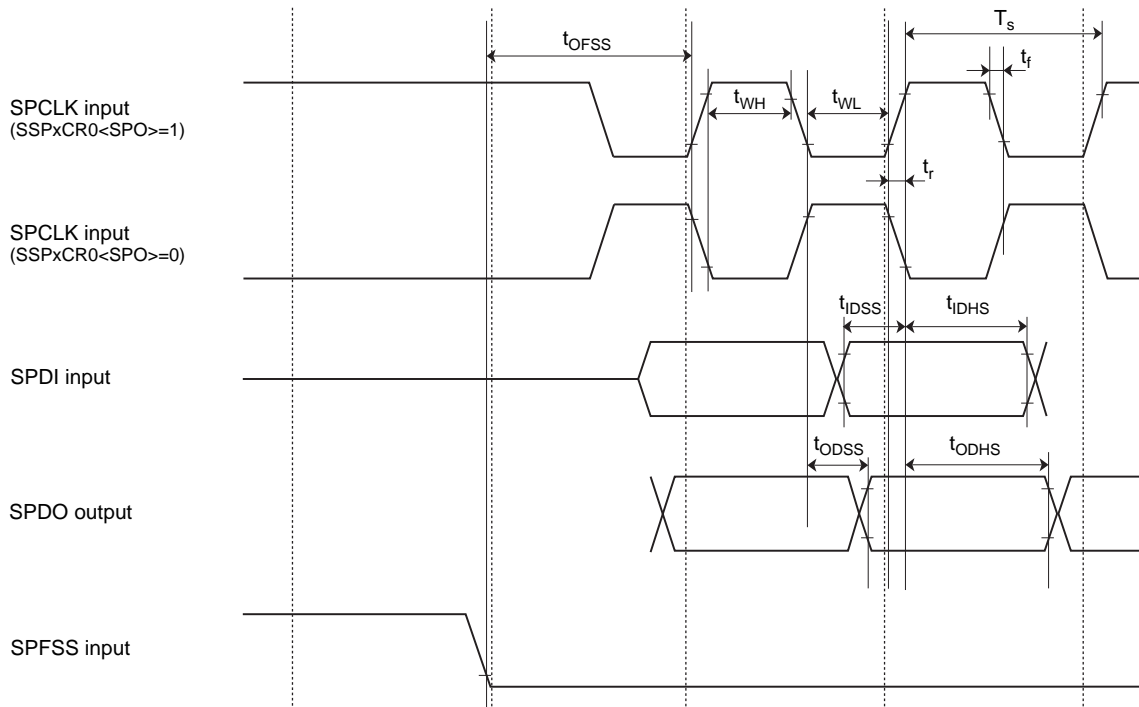 T_s
t_OFSS
t_f
SPCLK input
(SSPxCR0<SPO>=1)
t_WH
t_WL
t_r
SPCLK input
(SSPxCR0<SPO>=0)
t_IDSS
t_IDHS
SPDI input
t_ODSS
t_ODHS
SPDO output
SPFSS input